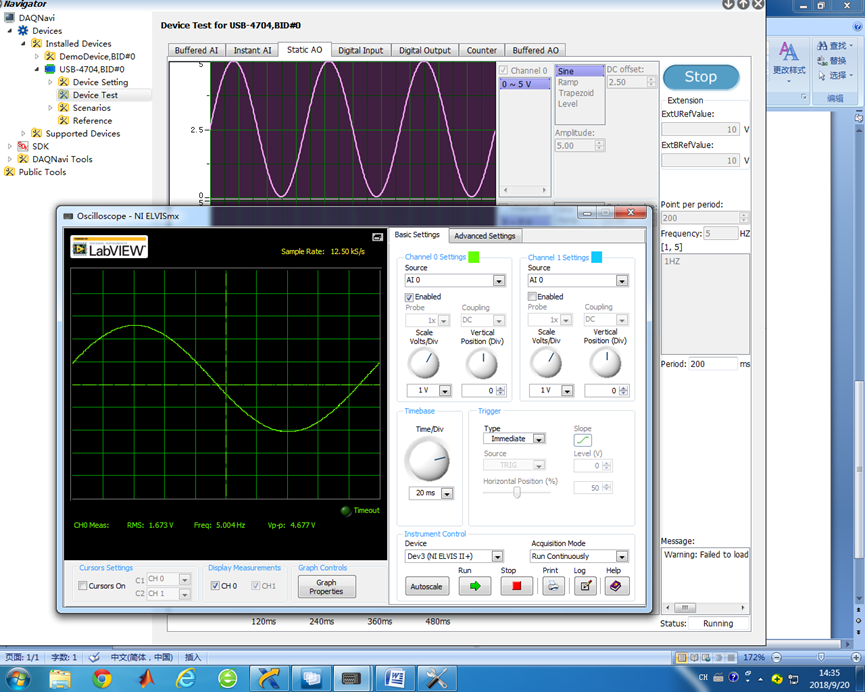 Navigator
DAQNavi
Devices
Installed Devices
DemoDevice,BID#0
USB-4704,BID#0
Device Setting
Device Test
Scenarios
Reference
Supported Devices
SDK
DAQNavi Tools
Public Tools
Device Test for USB-4704,BID#0
Buffered AI Instant AI Static AO Digital Input Digital Output Counter Buffered AO
5
2.5
0
Channel 0
0 ~ 5 V
Sine
Ramp
Trapezoid
Level
DC offset:
2.50
Amplitude:
5.00
Stop
Extension
ExtURefValue:
10 V
ExtBRefValue:
10 V
Point per period:
200
Frequency: 5 HZ
[1, 5]
1HZ
Period: 200 ms
Message:
Warning: Failed to load
Status: Running
120ms 240ms 360ms 480ms
更改样式
查找
替换
选择
编辑
Oscilloscope - NI ELVISmx
LabVIEW
Sample Rate: 12.50 kS/s
Timeout
CH0 Meas: RMS: 1.673 V Freq: 5.004 Hz Vp-p: 4.677 V
Cursors Settings
Cursors On
C1 CH 0
C2 CH 1
Display Measurements
CH 0 CH1
Graph Controls
Graph
Properties
Basic Settings Advanced Settings
Channel 0 Settings
Source
AI 0
Enabled
Probe Coupling
1x DC
Scale Vertical
Volts/Div Position (Div)
1 V 0
Channel 1 Settings
Source
AI 0
Enabled
Probe Coupling
1x DC
Scale Vertical
Volts/Div Position (Div)
1 V 0
Timebase
Time/Div
20 ms
Trigger
Type Slope
Immediate
Source Level (V)
TRIG 0
Horizontal Position (%)
50
Instrument Control
Device Acquisition Mode
Dev3 (NI ELVIS II+) Run Continuously
Run Stop Print Log Help
Autoscale
页面: 1/1 字数: 1 中文(简体，中国) 插入
172%
CH
14:35
2018/9/20